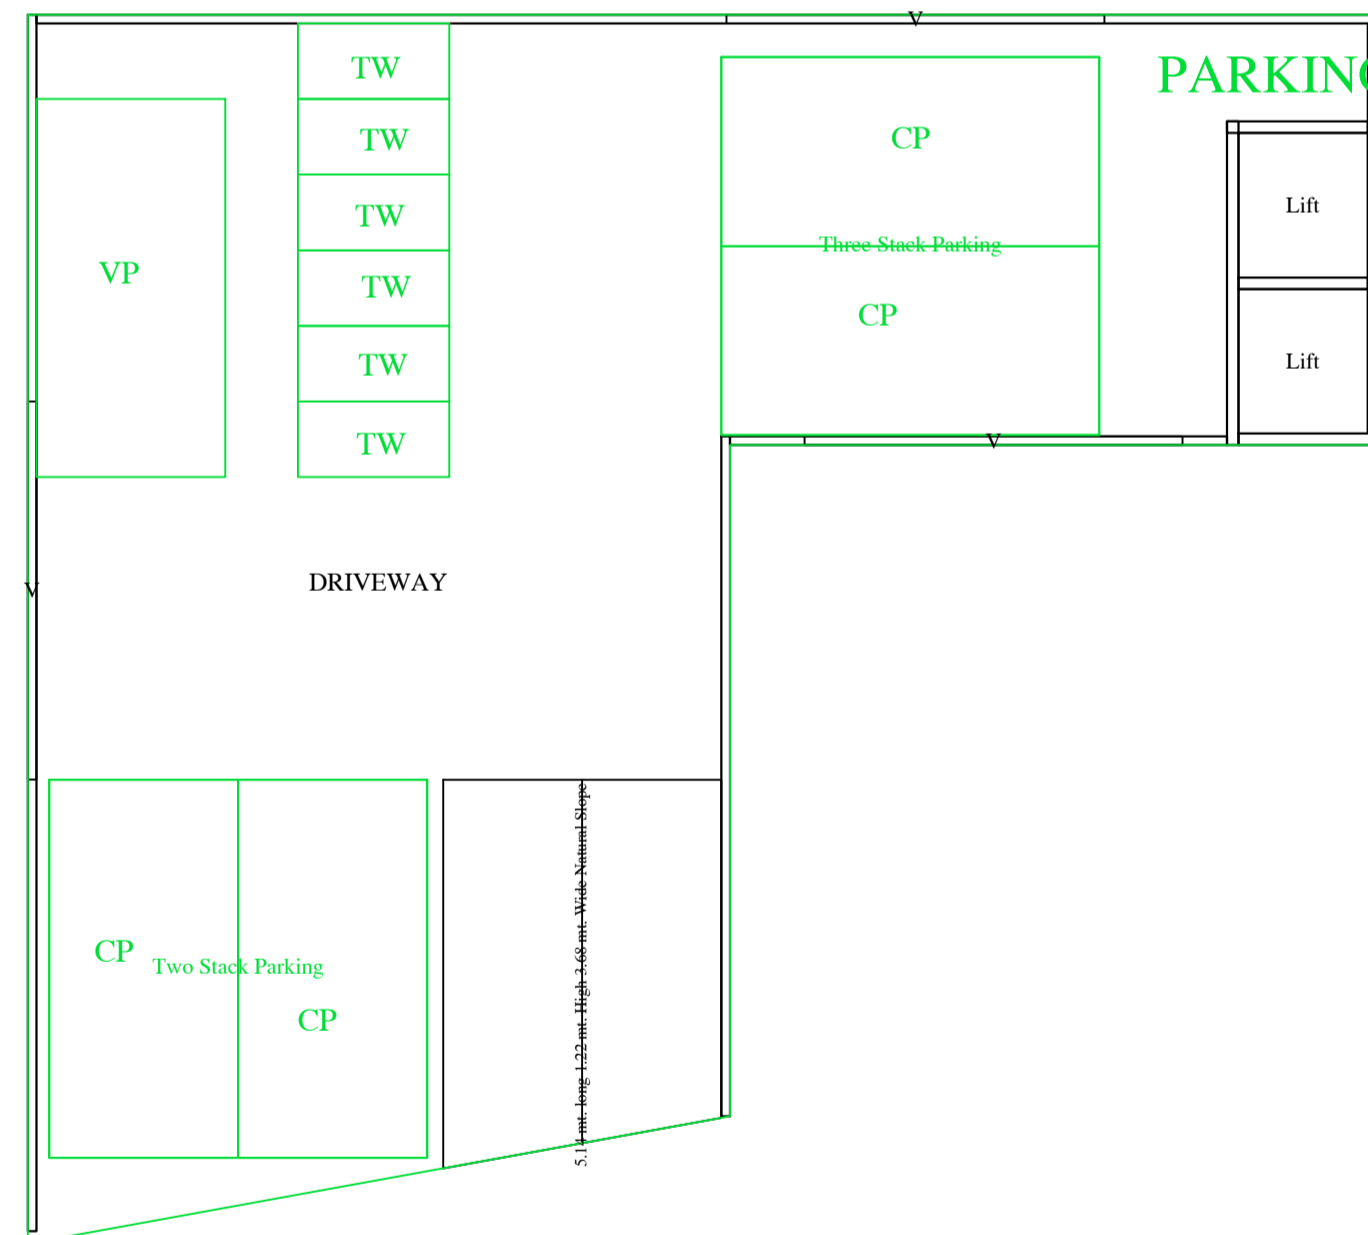 V
TW
PARKING
CP
TW
Lift
TW
Three Stack Parking
VP
TW
CP
TW
Lift
TW
V
DRIVEWAY
V
5.14 mt. long 1.22 mt. High 3.68 mt. Wide Natural Slope
CP
Two Stack Parking
CP